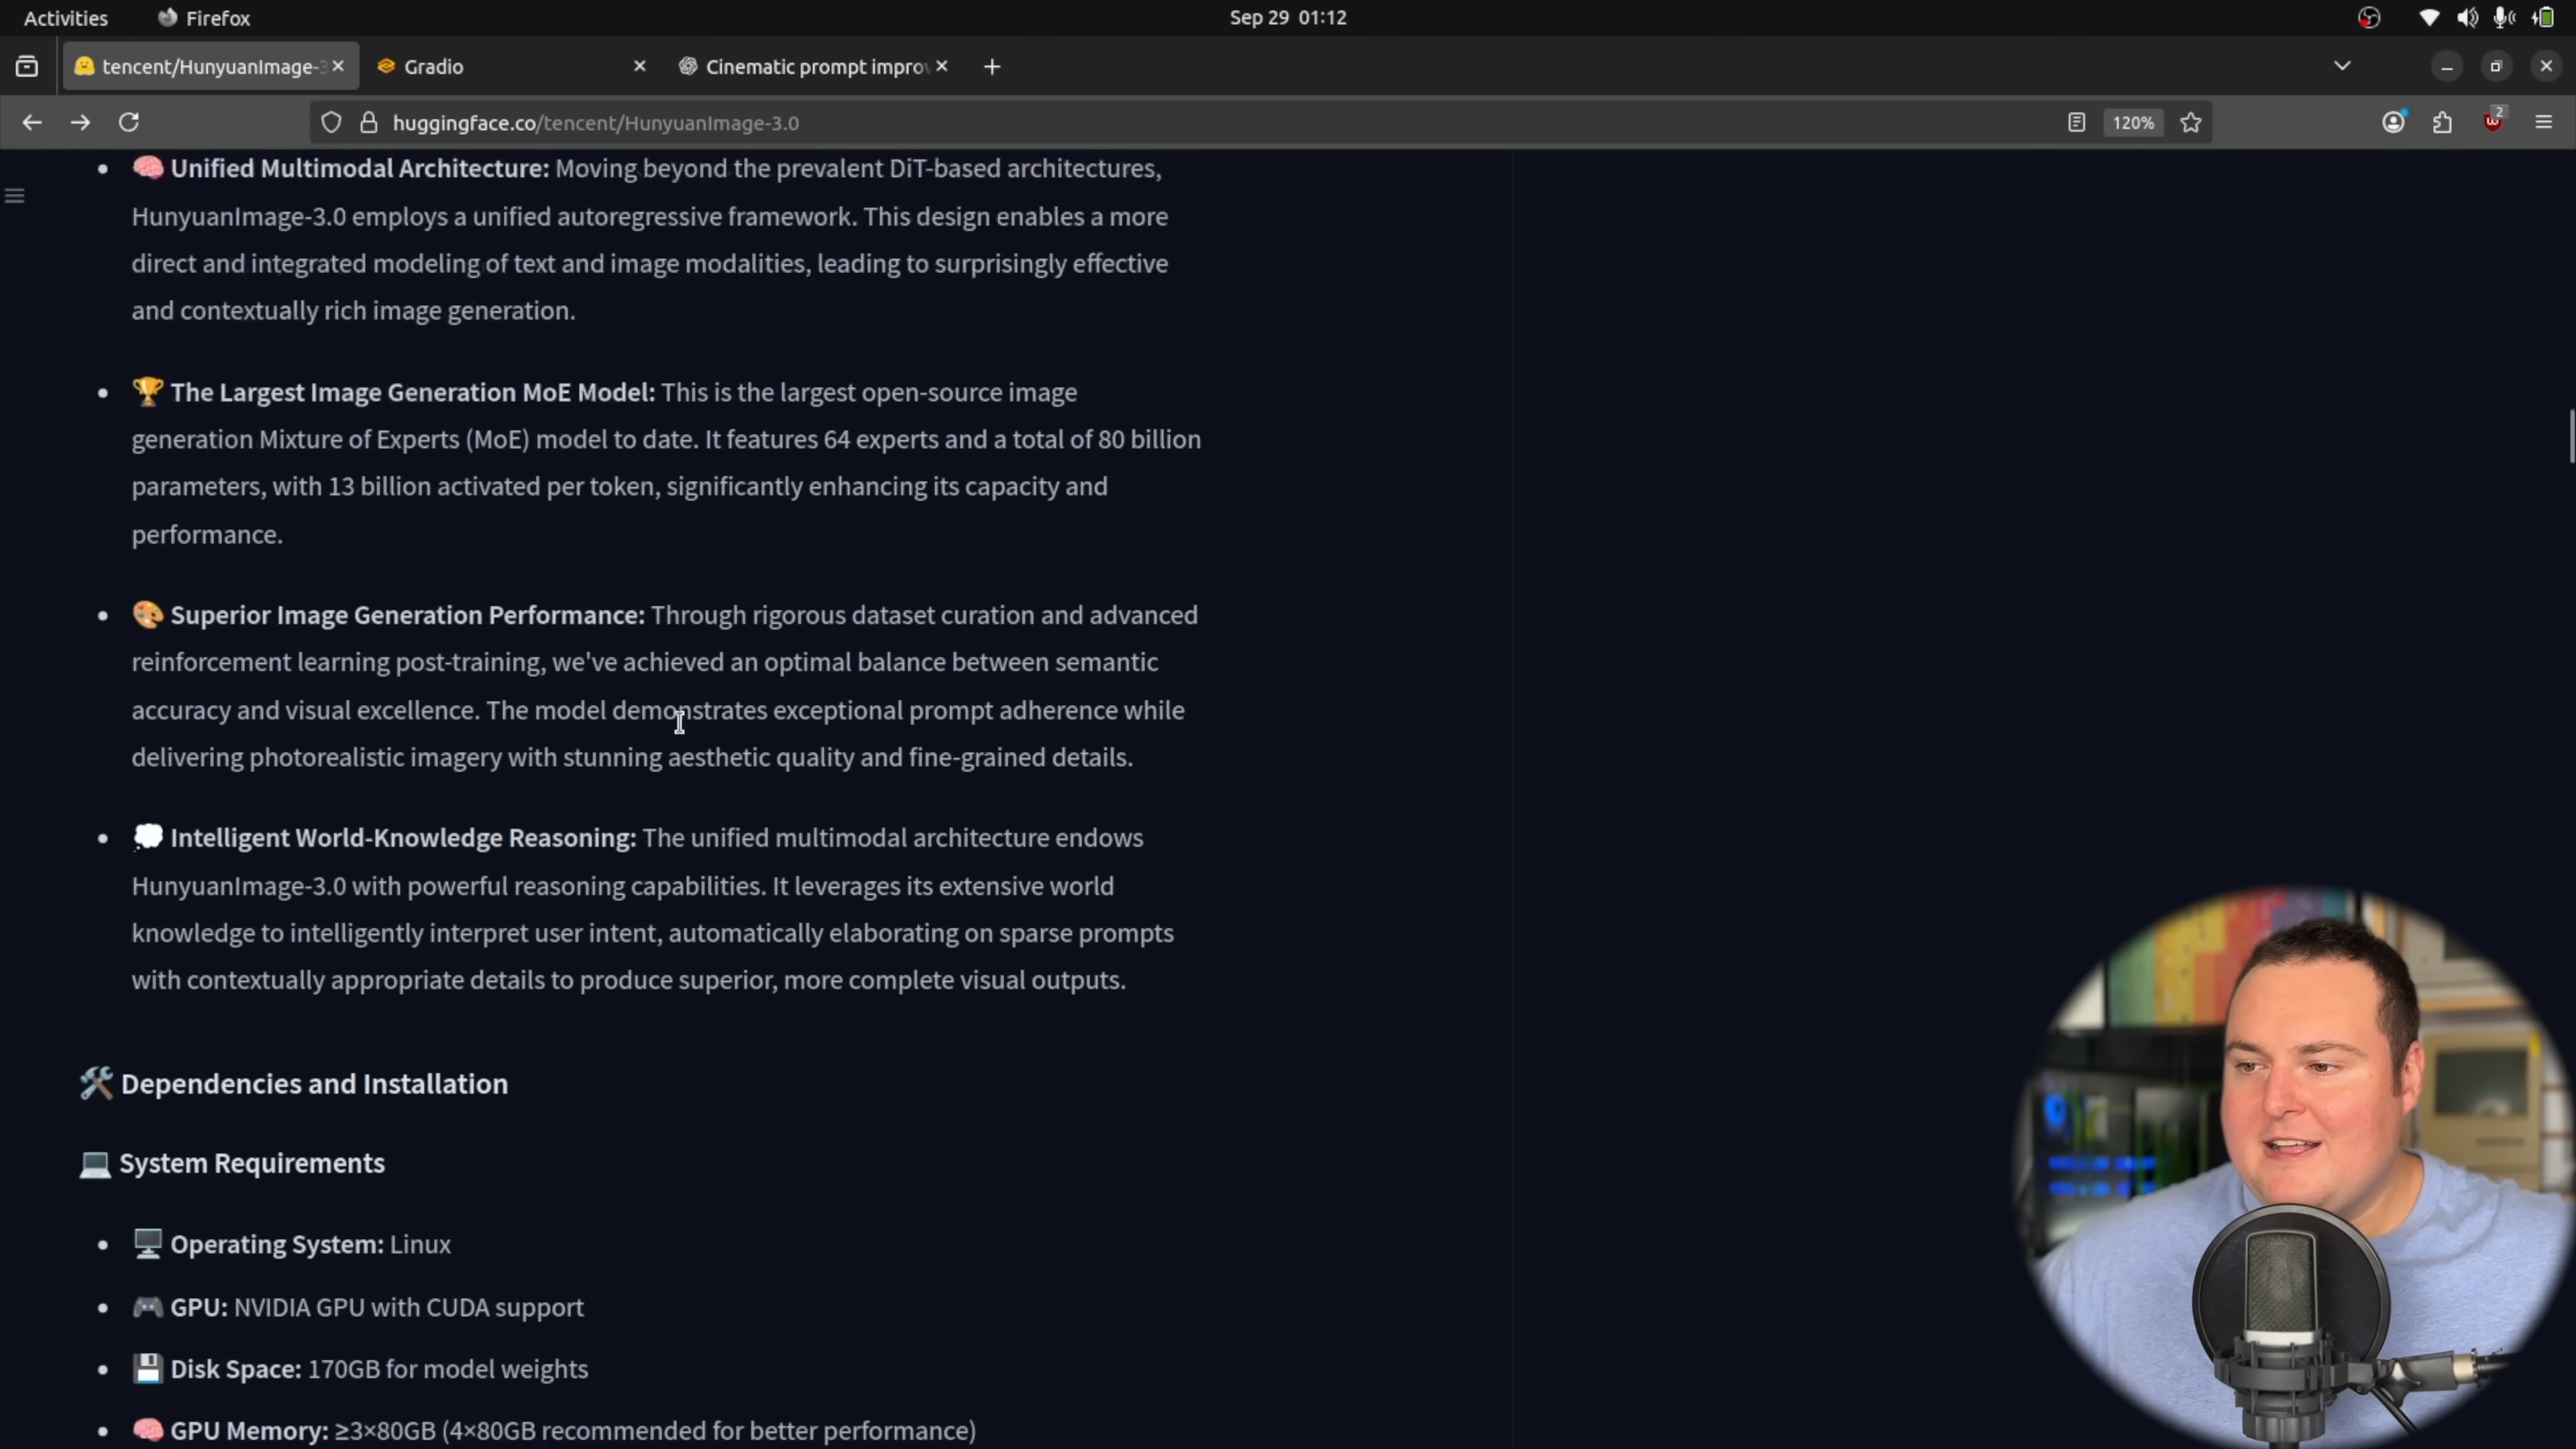 Activities
Firefox
Sep 29 01:12
tencent/HunyuanImage-3
Gradio
Cinematic prompt improv
huggingface.co/tencent/HunyuanImage-3.0
120%
2
• 🧠 Unified Multimodal Architecture: Moving beyond the prevalent DiT-based architectures,
HunyuanImage-3.0 employs a unified autoregressive framework. This design enables a more
direct and integrated modeling of text and image modalities, leading to surprisingly effective
and contextually rich image generation.
• 🏆 The Largest Image Generation MoE Model: This is the largest open-source image
generation Mixture of Experts (MoE) model to date. It features 64 experts and a total of 80 billion
parameters, with 13 billion activated per token, significantly enhancing its capacity and
performance.
• 🎨 Superior Image Generation Performance: Through rigorous dataset curation and advanced
reinforcement learning post-training, we've achieved an optimal balance between semantic
accuracy and visual excellence. The model demonstrates exceptional prompt adherence while
delivering photorealistic imagery with stunning aesthetic quality and fine-grained details.
• 💭 Intelligent World-Knowledge Reasoning: The unified multimodal architecture endows
HunyuanImage-3.0 with powerful reasoning capabilities. It leverages its extensive world
knowledge to intelligently interpret user intent, automatically elaborating on sparse prompts
with contextually appropriate details to produce superior, more complete visual outputs.
🛠️ Dependencies and Installation
💻 System Requirements
• 🖥️ Operating System: Linux
• 🎮 GPU: NVIDIA GPU with CUDA support
• 💾 Disk Space: 170GB for model weights
• 🧠 GPU Memory: ≥3×80GB (4×80GB recommended for better performance)